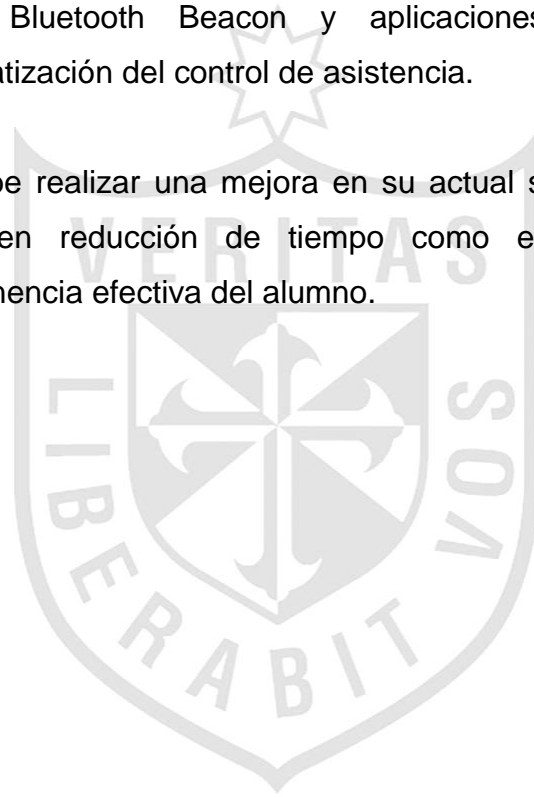 Bluetooth Beacon y aplicaciones
atización del control de asistencia.
e realizar una mejora en su actual s
en reducción de tiempo como e
nencia efectiva del alumno.
VERITAS
LIBERABIT VOS